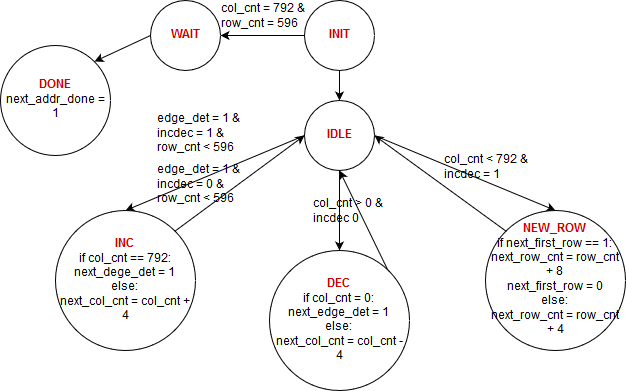 col_cnt = 792 &
row_cnt = 596
WAIT
INIT
DONE
next_addr_done =
1
edge_det = 1 &
incdec = 1 &
row_cnt < 596
IDLE
edge_det = 1 &
incdec = 0 &
row_cnt < 596
col_cnt < 792 &
incdec = 1
col_cnt > 0 &
incdec 0
INC
if col_cnt == 792:
next_dege_det = 1
else:
next_col_cnt = col_cnt +
4
DEC
if col_cnt = 0:
next_edge_det = 1
else:
next_col_cnt = col_cnt -
4
NEW_ROW
if next_first_row == 1:
next_row_cnt = row_cnt
+ 8
next_first_row = 0
else:
next_row_cnt = row_cnt
+ 4